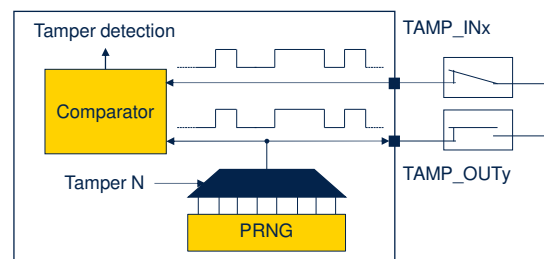 Tamper detection
TAMP_INx
Comparator
Tamper N
TAMP_OUTy
PRNG